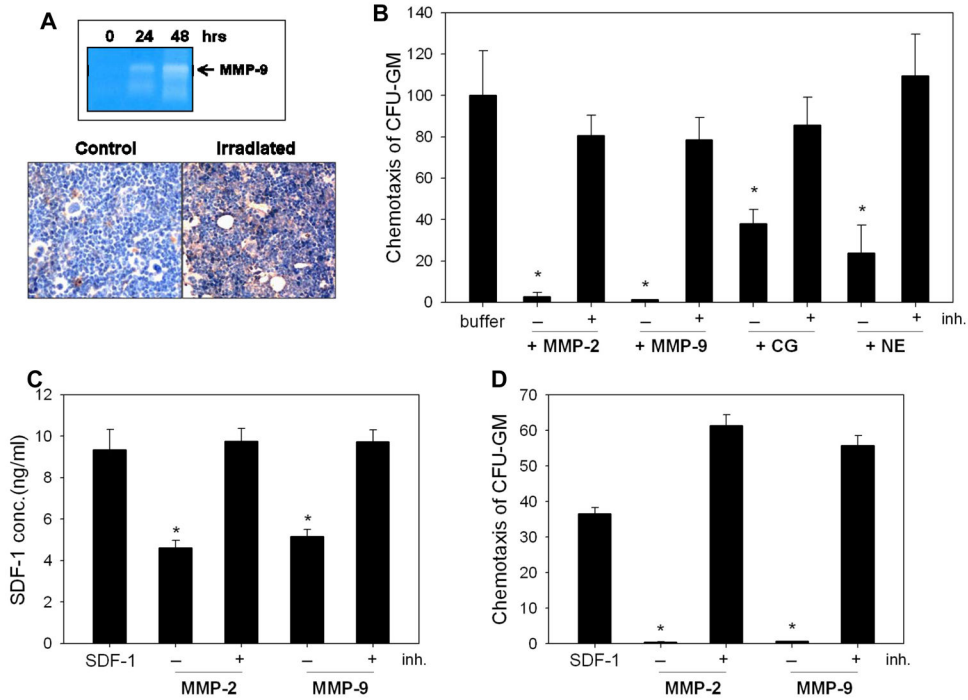 A
0 24 48 hrs
MMP-9
Control Irradiated
B
Chemotaxis of CFU-GM
140
120
100
80
60
40
20
0
* * * *
buffer – + – + – + – + inh.
+ MMP-2 + MMP-9 + CG + NE
C
SDF-1 conc.(ng/ml)
12
10
8
6
4
2
0
* *
SDF-1 – + – + inh.
MMP-2 MMP-9
D
Chemotaxis of CFU-GM
70
60
50
40
30
20
10
0
* *
SDF-1 – + – + inh.
MMP-2 MMP-9